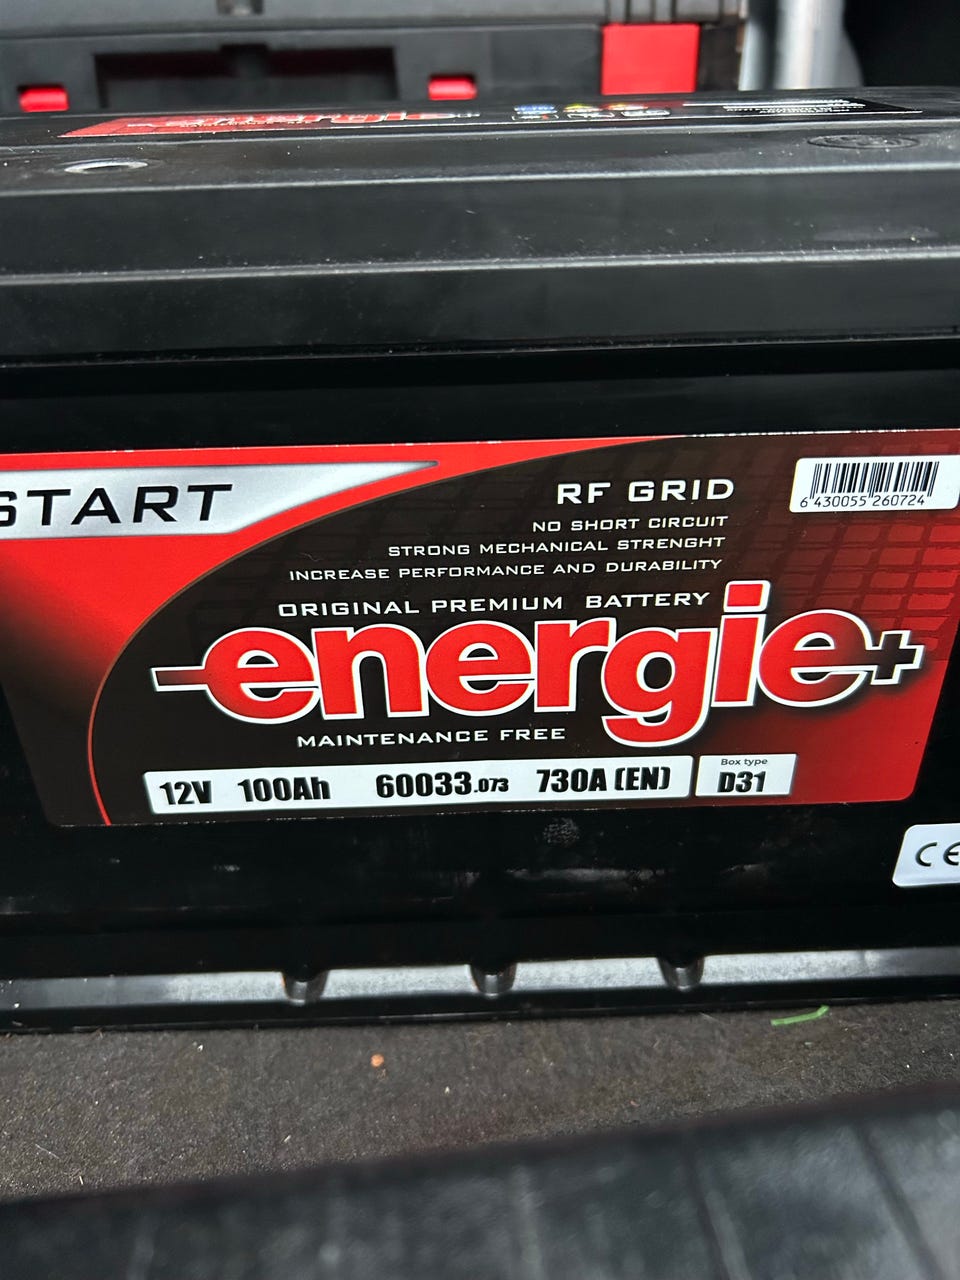 START
RF GRID
NO SHORT CIRCUIT
STRONG MECHANICAL STRENGHT
INCREASE PERFORMANCE AND DURABILITY
ORIGINAL PREMIUM BATTERY
energie+
MAINTENANCE FREE
12V 100Ah 60033.073 730A (EN)
Box type
D31
6 430055 260724
CE